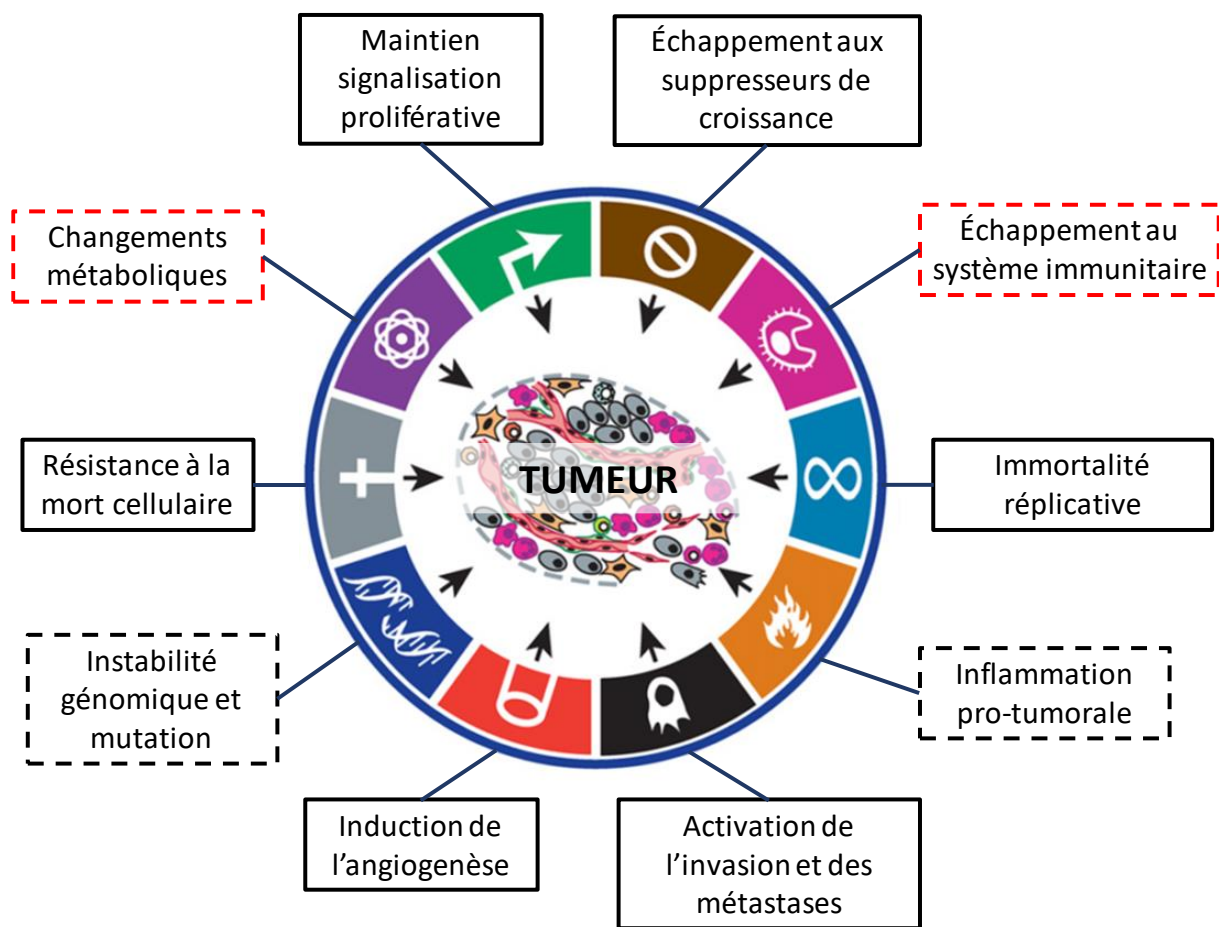 Maintien
signalisation
proliférative
Échappement aux
suppresseurs de
croissance
Changements
métaboliques
Échappement au
système immunitaire
Résistance à la
mort cellulaire
TUMEUR
Immortalité
réplicative
Instabilité
génomique et
mutation
Inflammation
pro-tumorale
Induction de
l'angiogenèse
Activation de
l'invasion et des
métastases